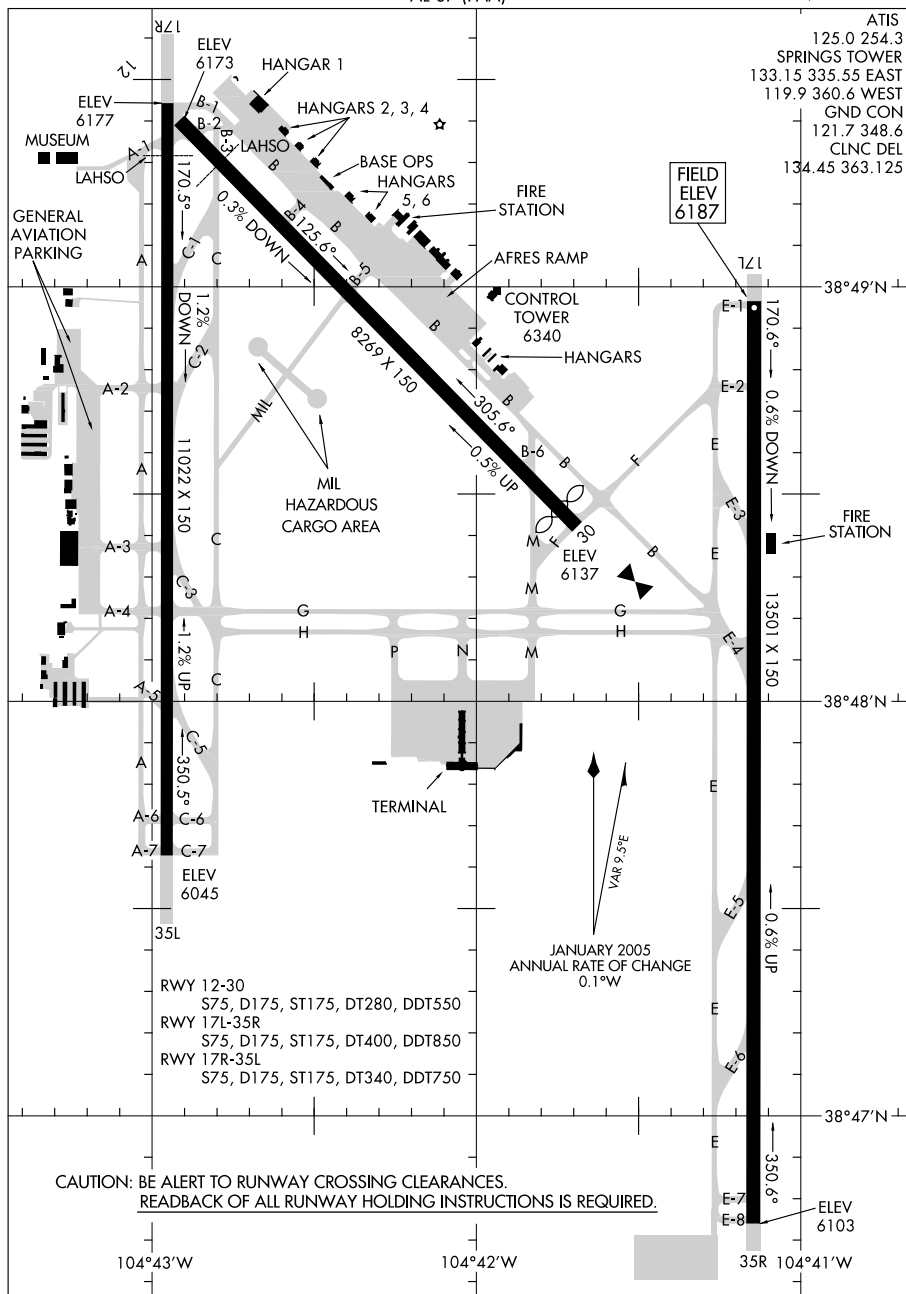 17R
ATIS
125.0 254.3
SPRINGS TOWER
133.15 335.55 EAST
119.9 360.6 WEST
GND CON
121.7 348.6
CLNC DEL
134.45 363.125
12
ELEV
6173
HANGAR 1
ELEV
6177
HANGARS 2, 3, 4
B-1
B-2
B-3
MUSEUM
A-1
LAHSO
LAHSO
B
BASE OPS
HANGARS
5, 6
FIELD
ELEV
6187
170.5°
FIRE
STATION
GENERAL
AVIATION
PARKING
0.3% DOWN
B-4
125.6°
B
B-5
A
C-1
C
AFRES RAMP
17L
38°49'N
E-1
1.2%
DOWN
CONTROL
TOWER
6340
B
8269 X 150
170.6°
C-2
HANGARS
A-2
E-2
MIL
305.6°
B
0.6% DOWN
11022 X 150
0.5% UP
B-6
B
F
E
A
MIL
HAZARDOUS
CARGO AREA
E-3
FIRE
STATION
C
30
M
F
A-3
ELEV
6137
B
E
C-3
M
13501 X 150
A-4
G
G
H
H
1.2% UP
P
N
M
E-4
C
A-5
38°48'N
C-5
A
350.5°
TERMINAL
E
VAR 9.5°E
A-6
C-6
A-7
C-7
ELEV
6045
E-5
0.6% UP
35L
JANUARY 2005
ANNUAL RATE OF CHANGE
0.1°W
RWY 12-30
S75, D175, ST175, DT280, DDT550
RWY 17L-35R
S75, D175, ST175, DT400, DDT850
RWY 17R-35L
S75, D175, ST175, DT340, DDT750
E
E-6
38°47'N
E
350.6°
CAUTION: BE ALERT TO RUNWAY CROSSING CLEARANCES.
READBACK OF ALL RUNWAY HOLDING INSTRUCTIONS IS REQUIRED.
E-7
E-8
ELEV
6103
104°43'W
104°42'W
35R
104°41'W